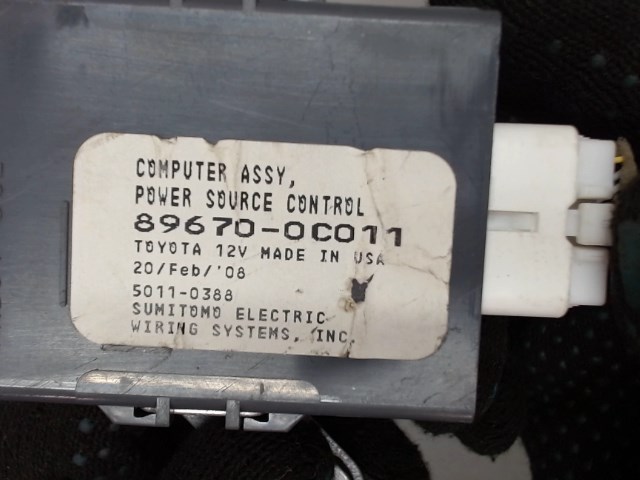 COMPUTER ASSY,
POWER SOURCE CONTROL
89670-0C011
TOYOTA 12V MADE IN USA
20/Feb/'08
5011-0388
SUMITOMO ELECTRIC
WIRING SYSTEMS, INC.